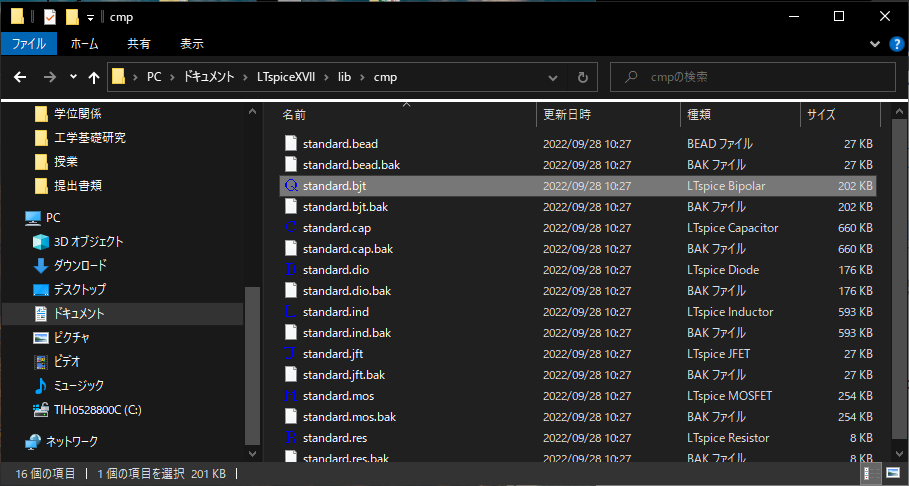 cmp
ファイル ホーム 共有 表示
PC ドキュメント LTspiceXVII lib cmp cmpの検索
学位関係
工学基礎研究
授業
提出書類
PC
3D オブジェクト
ダウンロード
デスクトップ
ドキュメント
ピクチャ
ビデオ
ミュージック
TIH0528800C (C:)
ネットワーク
名前 更新日時 種類 サイズ
standard.bead 2022/09/28 10:27 BEAD ファイル 27 KB
standard.bead.bak 2022/09/28 10:27 BAK ファイル 27 KB
standard.bjt 2022/09/28 10:27 LTspice Bipolar 202 KB
standard.bjt.bak 2022/09/28 10:27 BAK ファイル 202 KB
standard.cap 2022/09/28 10:27 LTspice Capacitor 660 KB
standard.cap.bak 2022/09/28 10:27 BAK ファイル 660 KB
standard.dio 2022/09/28 10:27 LTspice Diode 176 KB
standard.dio.bak 2022/09/28 10:27 BAK ファイル 176 KB
standard.ind 2022/09/28 10:27 LTspice Inductor 593 KB
standard.ind.bak 2022/09/28 10:27 BAK ファイル 593 KB
standard.jft 2022/09/28 10:27 LTspice JFET 27 KB
standard.jft.bak 2022/09/28 10:27 BAK ファイル 27 KB
standard.mos 2022/09/28 10:27 LTspice MOSFET 254 KB
standard.mos.bak 2022/09/28 10:27 BAK ファイル 254 KB
standard.res 2022/09/28 10:27 LTspice Resistor 8 KB
standard.res.bak 2022/09/28 10:27 BAK ファイル 8 KB
16 個の項目 1 個の項目を選択 201 KB